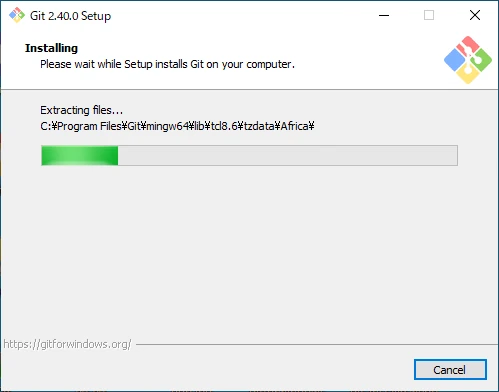 Git 2.40.0 Setup
Installing
Please wait while Setup installs Git on your computer.
Extracting files...
C:¥Program Files¥Git¥mingw64¥lib¥tcl8.6¥tzdata¥Africa¥
https://gitforwindows.org/
Cancel